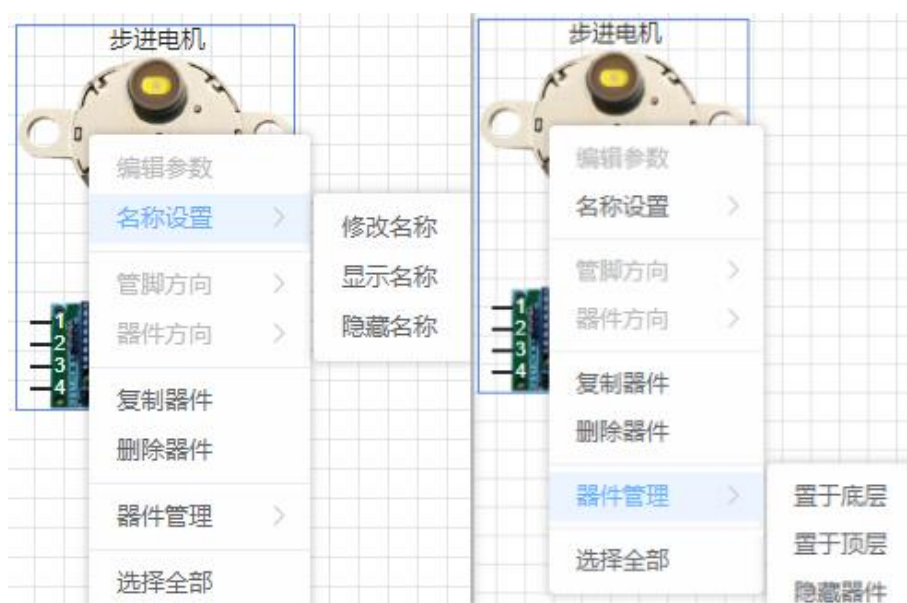 步进电机
编辑参数
名称设置
修改名称
显示名称
隐藏名称
管脚方向
器件方向
1
2
3
4
复制器件
删除器件
器件管理
选择全部
步进电机
编辑参数
名称设置
管脚方向
器件方向
1
2
3
4
复制器件
删除器件
器件管理
置于底层
置于顶层
隐藏器件
选择全部